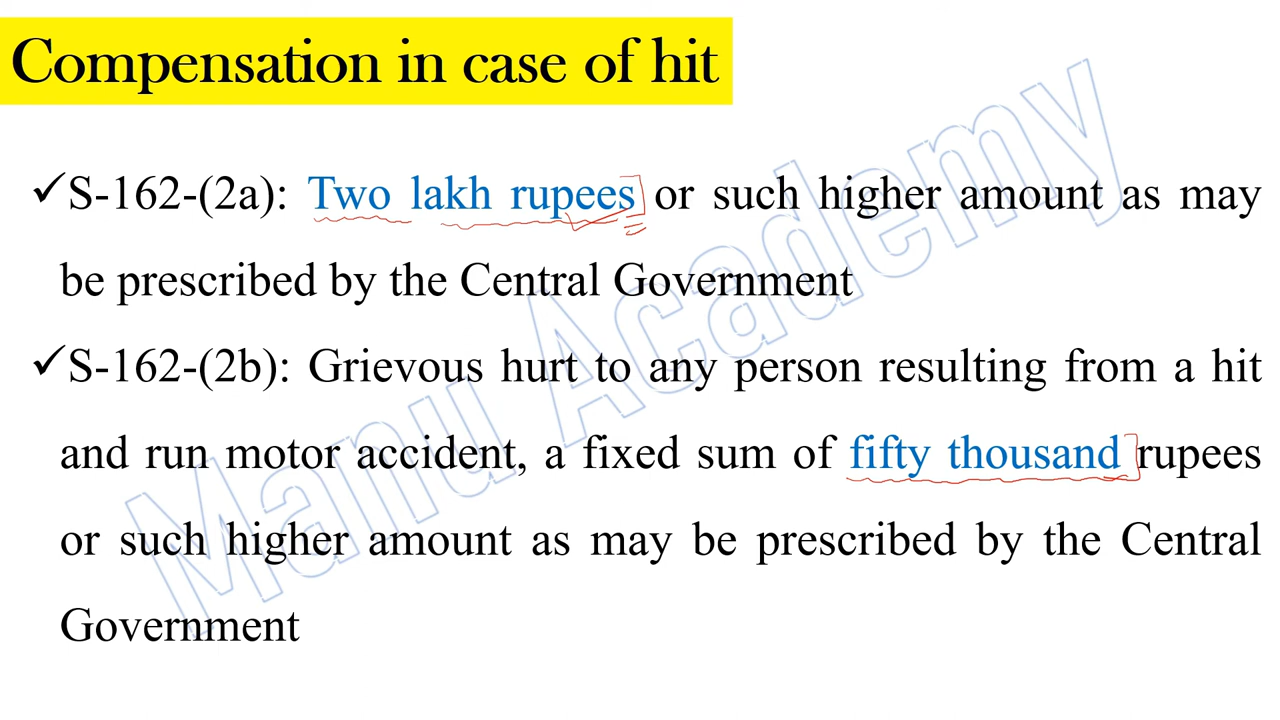 Compensation in case of hit
✓S-162-(2a): Two lakh rupees or such higher amount as may
be prescribed by the Central Government
✓S-162-(2b): Grievous hurt to any person resulting from a hit
and run motor accident, a fixed sum of fifty thousand rupees
or such higher amount as may be prescribed by the Central
Government
Manu Academy